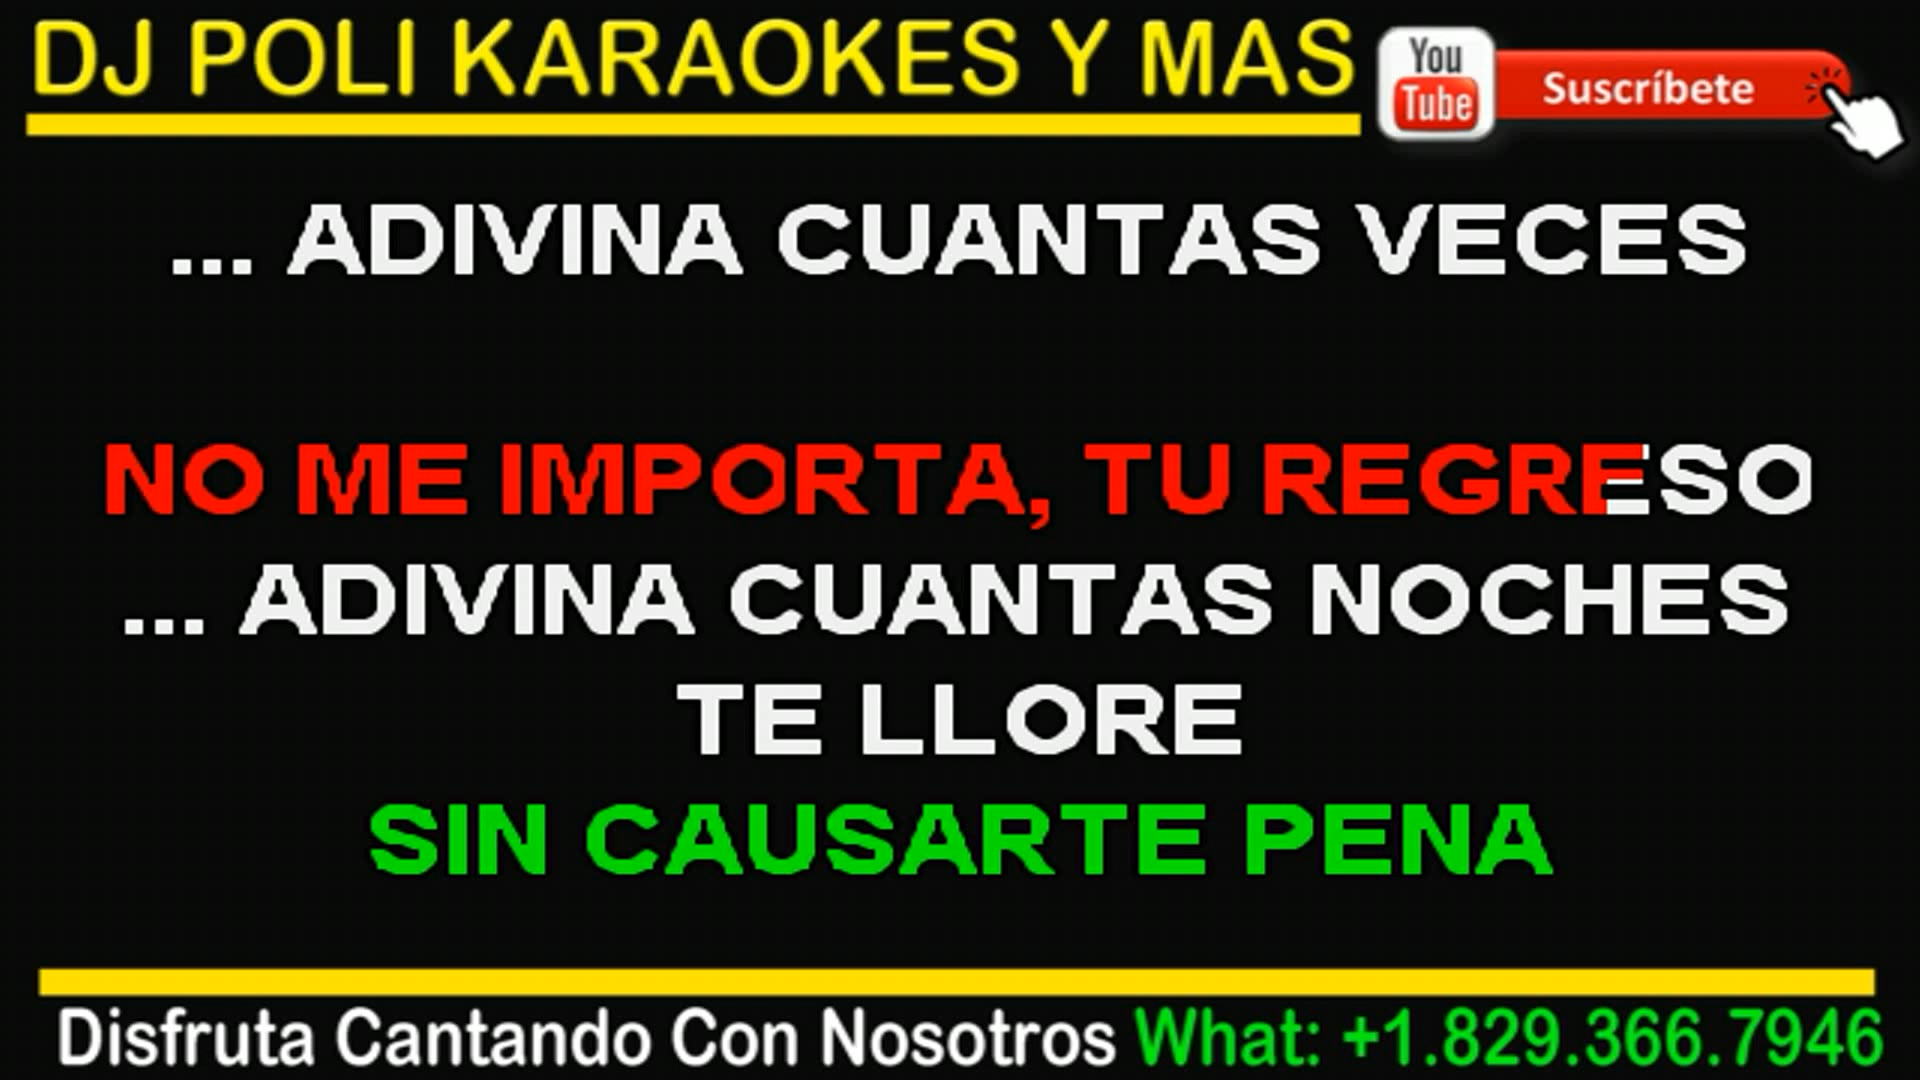 DJ POLI KARAOKES Y MAS
You Tube Suscríbete
... ADIVINA CUANTAS VECES
NO ME IMPORTA, TU REGRESO
... ADIVINA CUANTAS NOCHES
TE LLORE
SIN CAUSARTE PENA
Disfruta Cantando Con Nosotros What: +1.829.366.7946